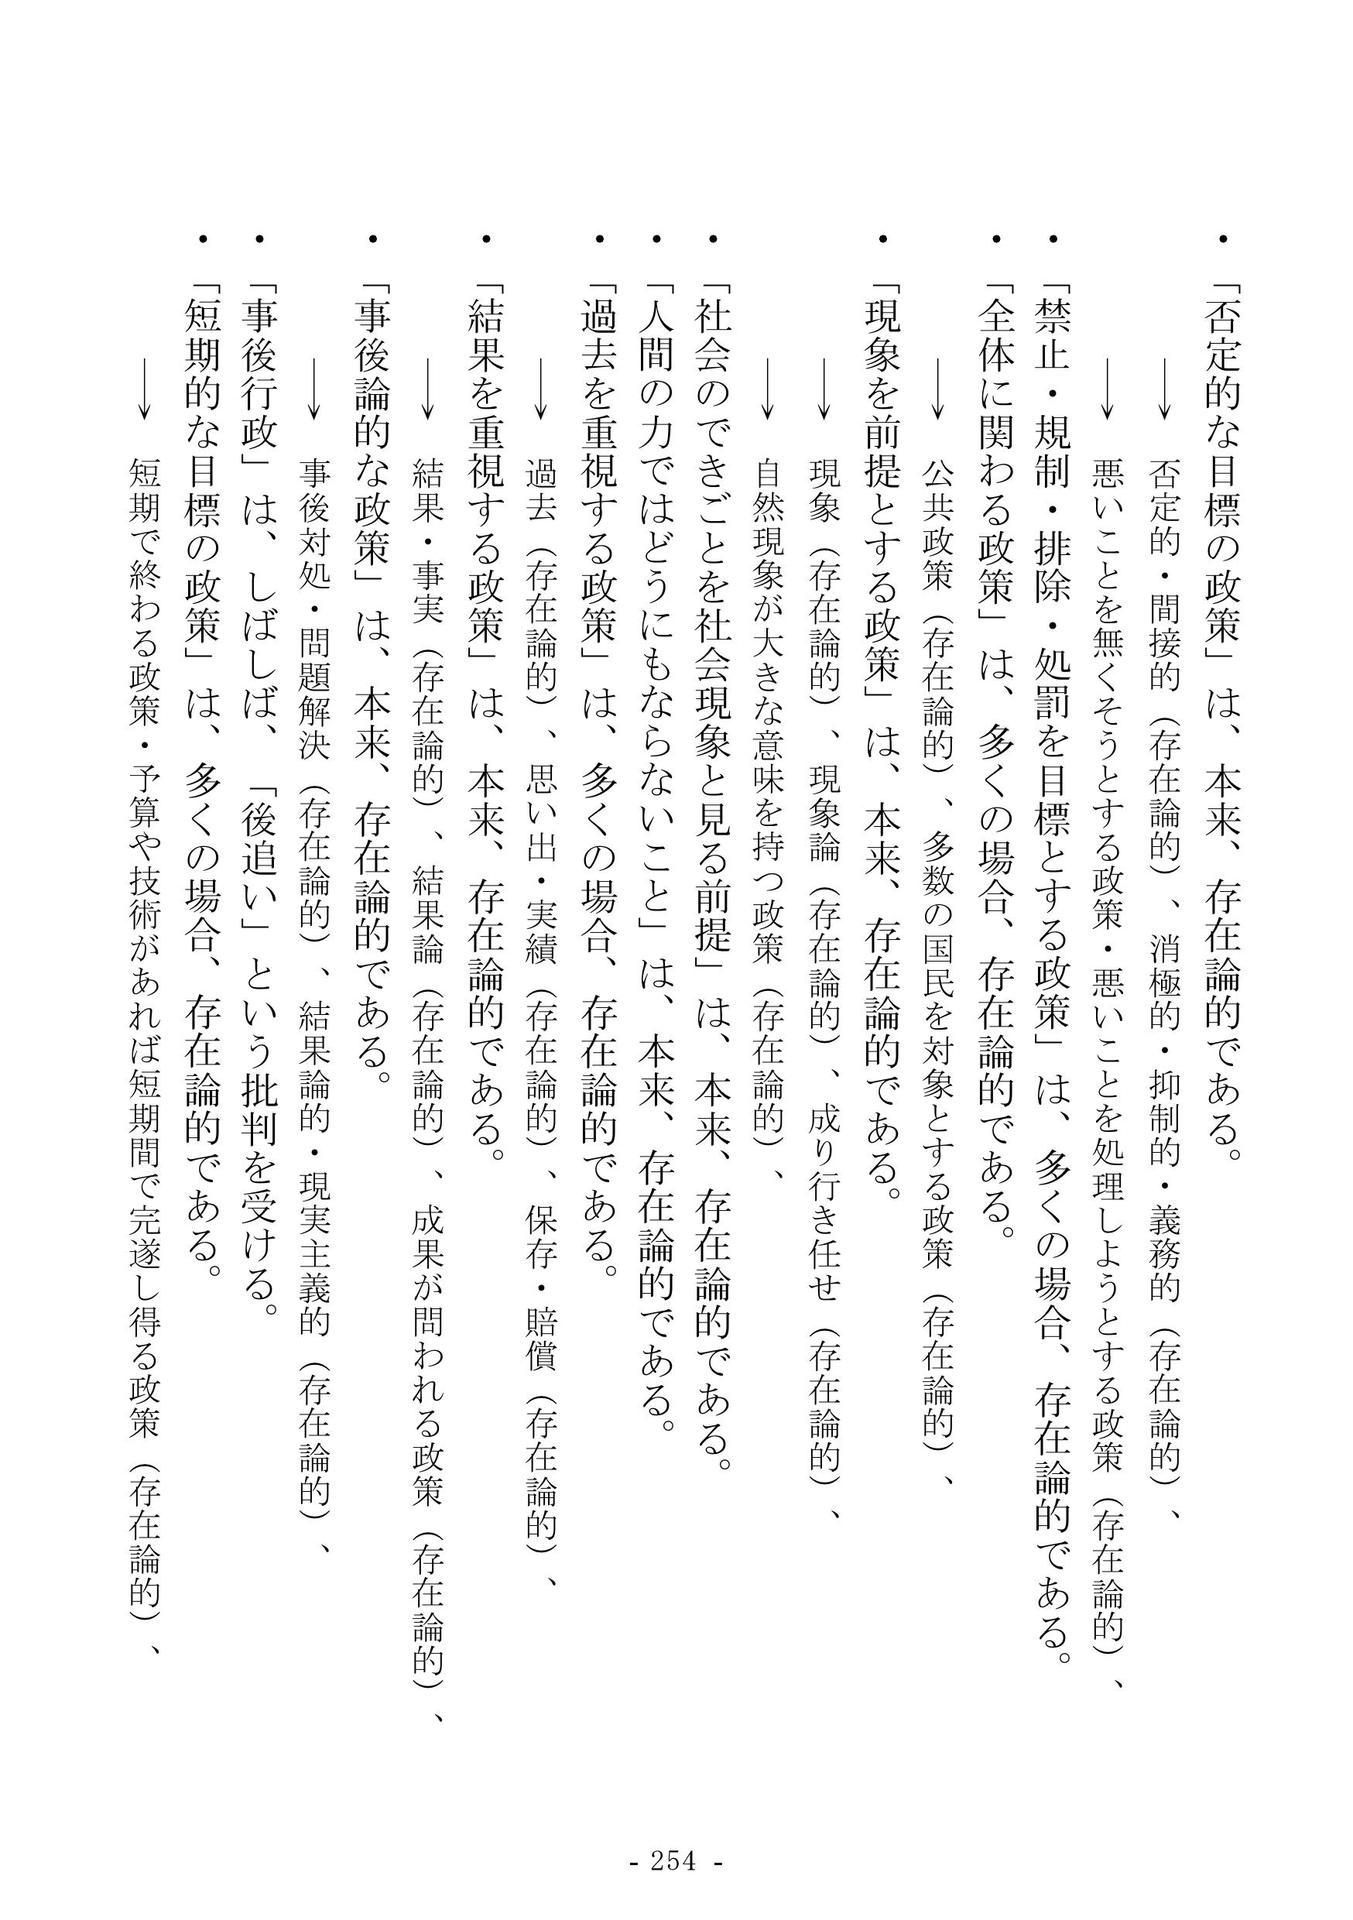 ・「否定的な目標の政策」は、本来、存在論的である。
→ 否定的・間接的（存在論的）、消極的・抑制的・義務的（存在論的）、
→ 悪いことを無くそうとする政策・悪いことを処理しようとする政策（存在論的）、
・「禁止・規制・排除・処罰を目標とする政策」は、多くの場合、存在論的である。
・「全体に関わる政策」は、多くの場合、存在論的である。
→ 公共政策（存在論的）、多数の国民を対象とする政策（存在論的）、
・「現象を前提とする政策」は、本来、存在論的である。
→ 現象（存在論的）、現象論（存在論的）、成り行き任せ（存在論的）、
→ 自然現象が大きな意味を持つ政策（存在論的）、
・「社会のできごとを社会現象と見る前提」は、本来、存在論的である。
・「人間の力ではどうにもならないこと」は、本来、存在論的である。
・「過去を重視する政策」は、多くの場合、存在論的である。
→ 過去（存在論的）、思い出・実績（存在論的）、保存・賠償（存在論的）、
・「結果を重視する政策」は、本来、存在論的である。
→ 結果・事実（存在論的）、結果論（存在論的）、成果が問われる政策（存在論的）、
・「事後論的な政策」は、本来、存在論的である。
→ 事後対処・問題解決（存在論的）、結果論的・現実主義的（存在論的）、
・「事後行政」は、しばしば、「後追い」という批判を受ける。
・「短期的な目標の政策」は、多くの場合、存在論的である。
→ 短期で終わる政策・予算や技術があれば短期間で完遂し得る政策（存在論的）、
- 254 -